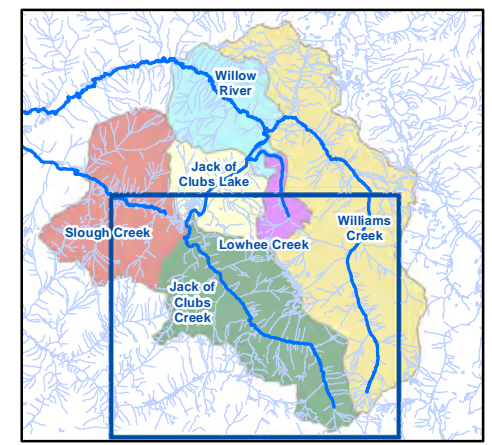 Willow
River
Jack of
Clubs Lake
Williams
Creek
Slough Creek
Lowhee Creek
Jack of
Clubs
Creek